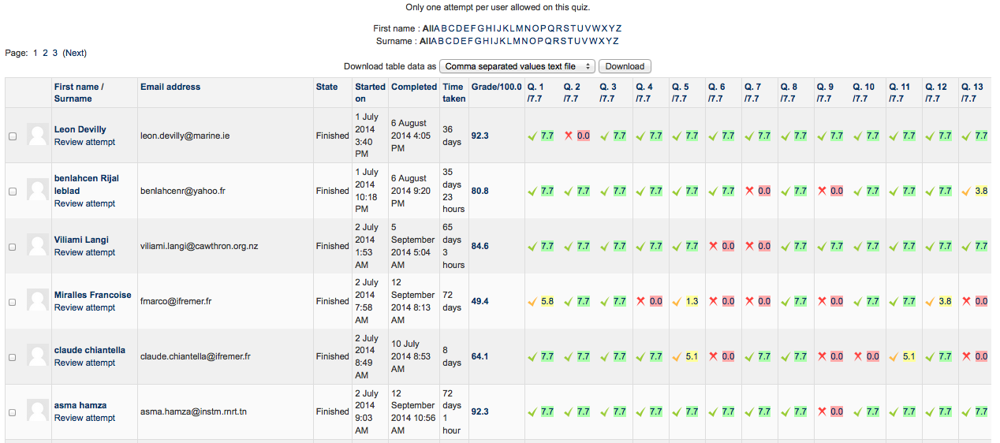 Only one attempt per user allowed on this quiz.
First name : All A B C D E F G H I J K L M N O P Q R S T U V W X Y Z
Surname : All A B C D E F G H I J K L M N O P Q R S T U V W X Y Z
Page: 1 2 3 (Next)
Download table data as Comma separated values text file Download
First name / Surname Email address State Started on Completed Time taken Grade/100.0 Q. 1 /7.7 Q. 2 /7.7 Q. 3 /7.7 Q. 4 /7.7 Q. 5 /7.7 Q. 6 /7.7 Q. 7 /7.7 Q. 8 /7.7 Q. 9 /7.7 Q. 10 /7.7 Q. 11 /7.7 Q. 12 /7.7 Q. 13 /7.7
Leon Devilly Review attempt leon.devilly@marine.ie Finished 1 July 2014 3:40 PM 6 August 2014 4:05 PM 36 days 92.3 7.7 0.0 7.7 7.7 7.7 7.7 7.7 7.7 7.7 7.7 7.7 7.7 7.7
benlahcen Rijal leblad Review attempt benlahcenr@yahoo.fr Finished 1 July 2014 10:18 PM 6 August 2014 9:20 PM 35 days 23 hours 80.8 7.7 7.7 7.7 7.7 7.7 7.7 0.0 7.7 0.0 7.7 7.7 7.7 3.8
Viliami Langi Review attempt viliami.langi@cawthron.org.nz Finished 2 July 2014 1:53 AM 5 September 2014 5:04 AM 65 days 3 hours 84.6 7.7 7.7 7.7 7.7 7.7 0.0 0.0 7.7 7.7 7.7 7.7 7.7 7.7
Miralles Francoise Review attempt fmarco@ifremer.fr Finished 2 July 2014 7:58 AM 12 September 2014 8:13 AM 72 days 49.4 5.8 7.7 7.7 0.0 1.3 0.0 0.0 7.7 0.0 7.7 7.7 3.8 0.0
claude chiantella Review attempt claude.chiantella@ifremer.fr Finished 2 July 2014 8:49 AM 10 July 2014 8:53 AM 8 days 64.1 7.7 7.7 7.7 7.7 5.1 0.0 7.7 7.7 0.0 0.0 5.1 7.7 0.0
asma hamza Review attempt asma.hamza@instm.rnrt.tn Finished 2 July 2014 9:03 AM 12 September 2014 10:56 AM 72 days 1 hour 92.3 7.7 7.7 7.7 7.7 7.7 7.7 7.7 7.7 0.0 7.7 7.7 7.7 7.7